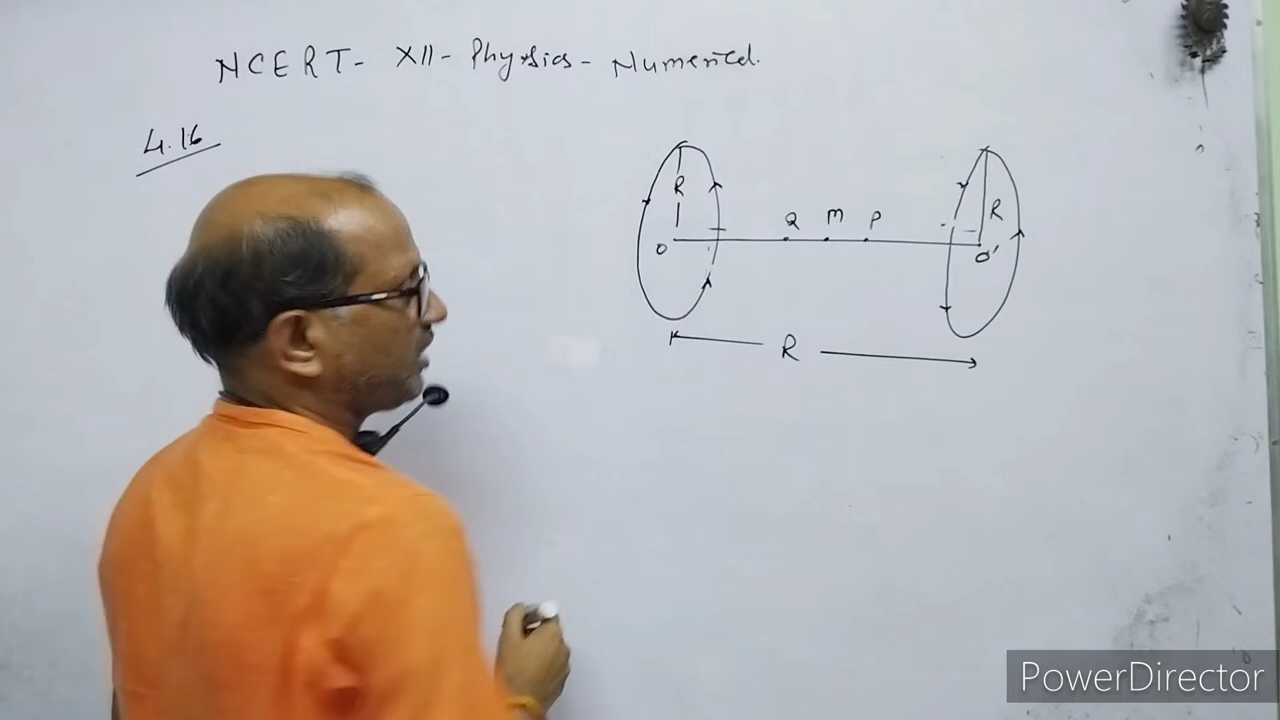 NCERT- XII- Physics- Numerical.
4.16
R
R
Q M P
O
O'
R
PowerDirector